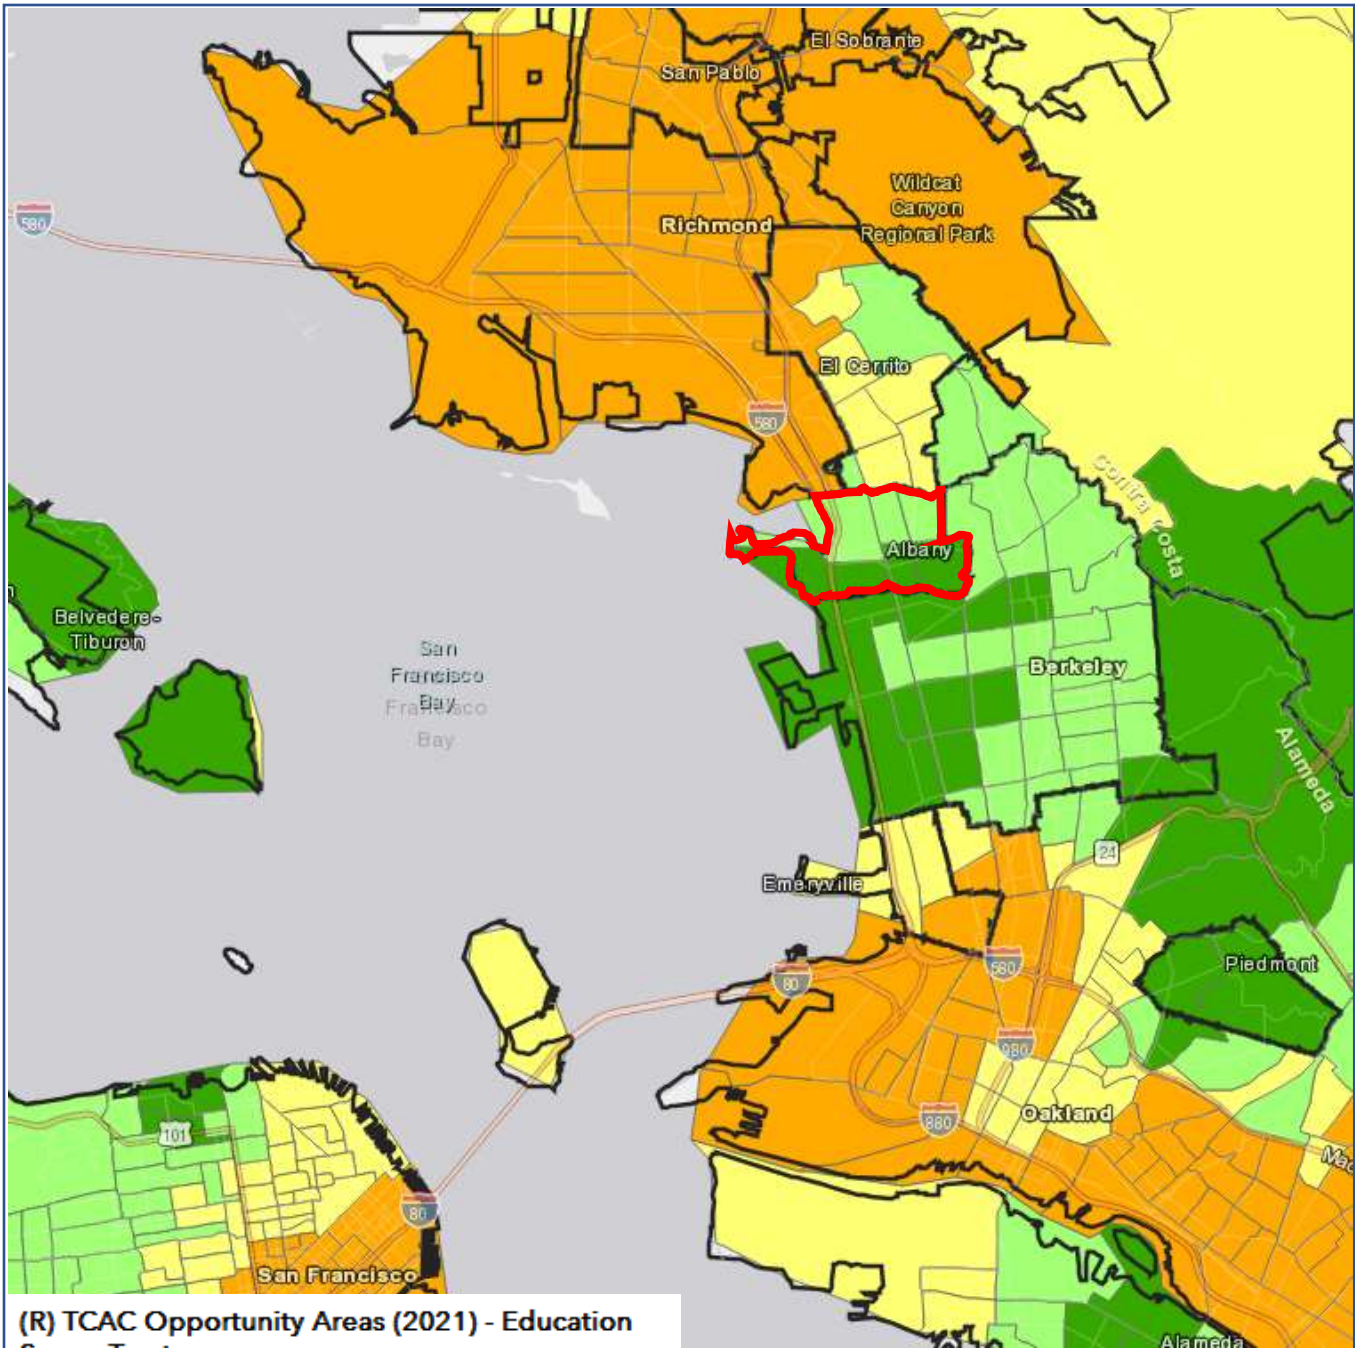 El Sobrante
San Pablo
Wildcat
Canyon
Regional Park
580
Richmond
El Cerrito
580
Contra Costa
Albany
Belvedere-
Tiburon
San
Francisco
Bay
Francisco
Bay
Berkeley
Alameda
24
Emeryville
Piedmont
580
80
980
Oakland
880
101
80
San Francisco
Alameda
(R) TCAC Opportunity Areas (2021) - Education